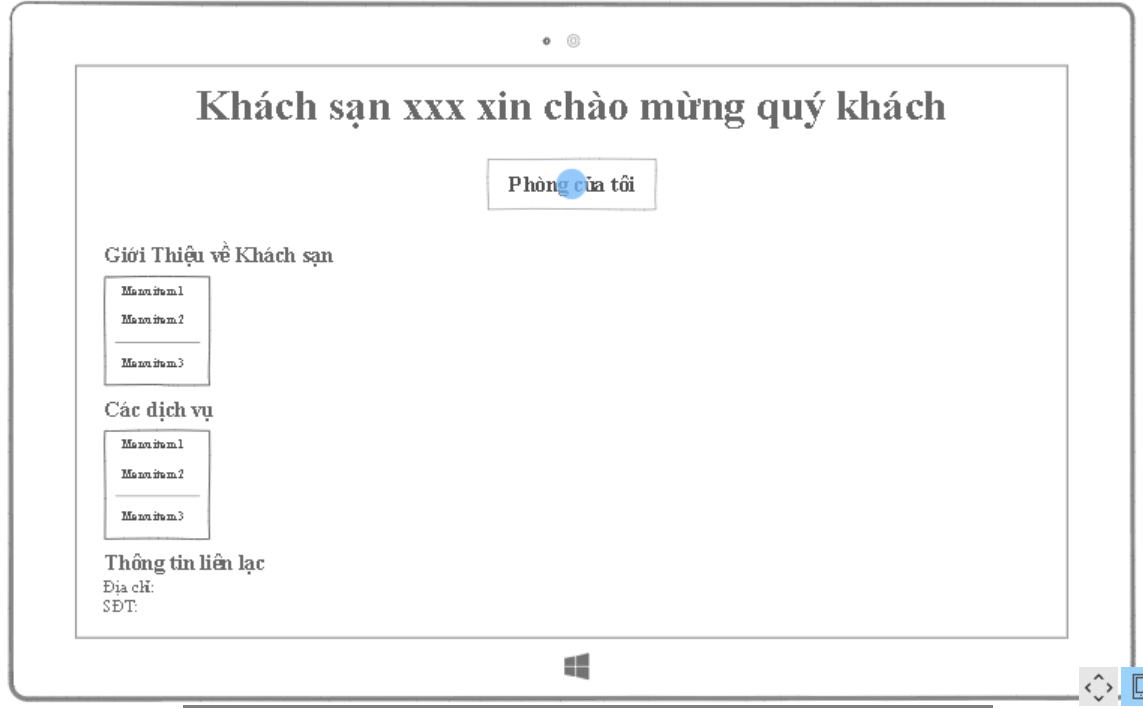 Khách sạn xxx xin chào mừng quý khách
Phòng của tôi
Giới Thiệu về Khách sạn
Menu item 1
Menu item 2
Menu item 3
Các dịch vụ
Menu item 1
Menu item 2
Menu item 3
Thông tin liên lạc
Địa chỉ:
SĐT: